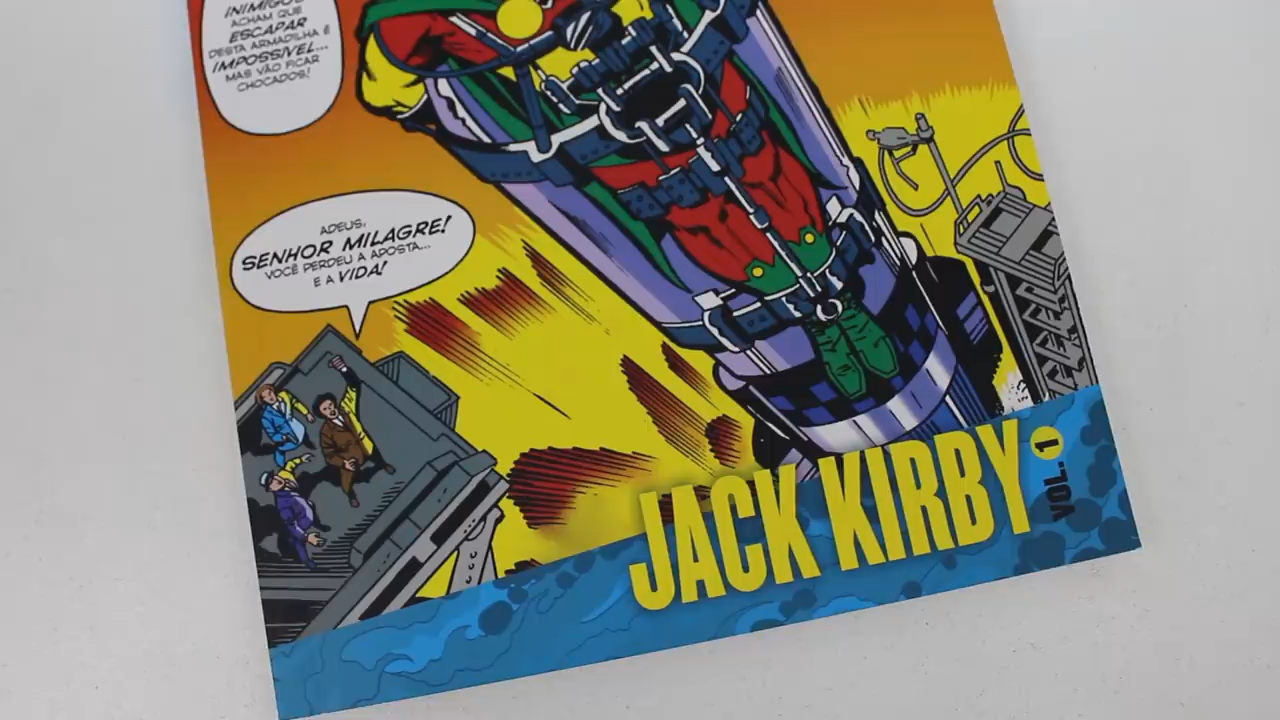 INIMIGOS
ACHAM QUE
ESCAPAR
DESTA ARMADILHA É
IMPOSSÍVEL...
MAS VÃO FICAR
CHOCADOS!
ADEUS,
SENHOR MILAGRE!
VOCÊ PERDEU A APOSTA...
E A VIDA!
JACK KIRBY
VOL. 1